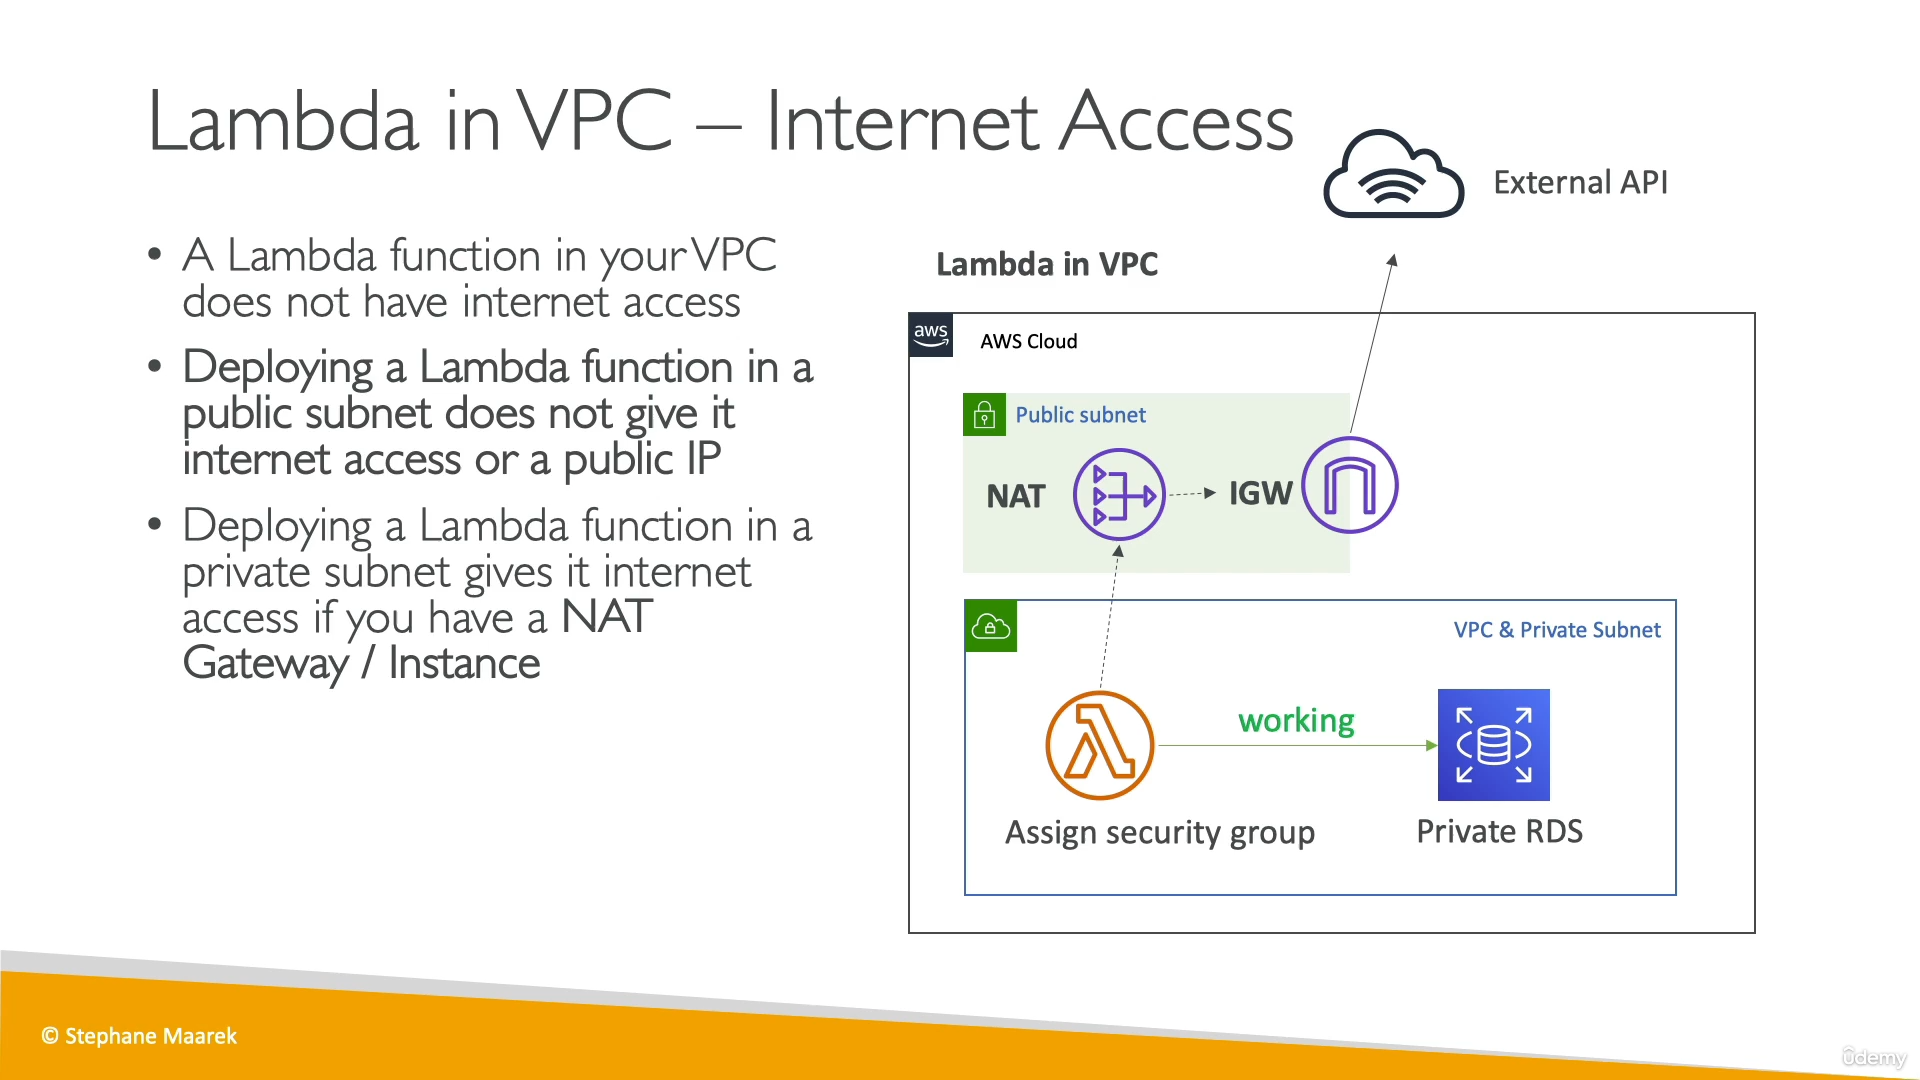 Lambda in VPC – Internet Access
• A Lambda function in your VPC
does not have internet access
• Deploying a Lambda function in a
public subnet does not give it
internet access or a public IP
• Deploying a Lambda function in a
private subnet gives it internet
access if you have a NAT
Gateway / Instance
External API
Lambda in VPC
aws
AWS Cloud
Public subnet
NAT
IGW
VPC & Private Subnet
working
Assign security group
Private RDS
© Stephane Maarek
ûdemy